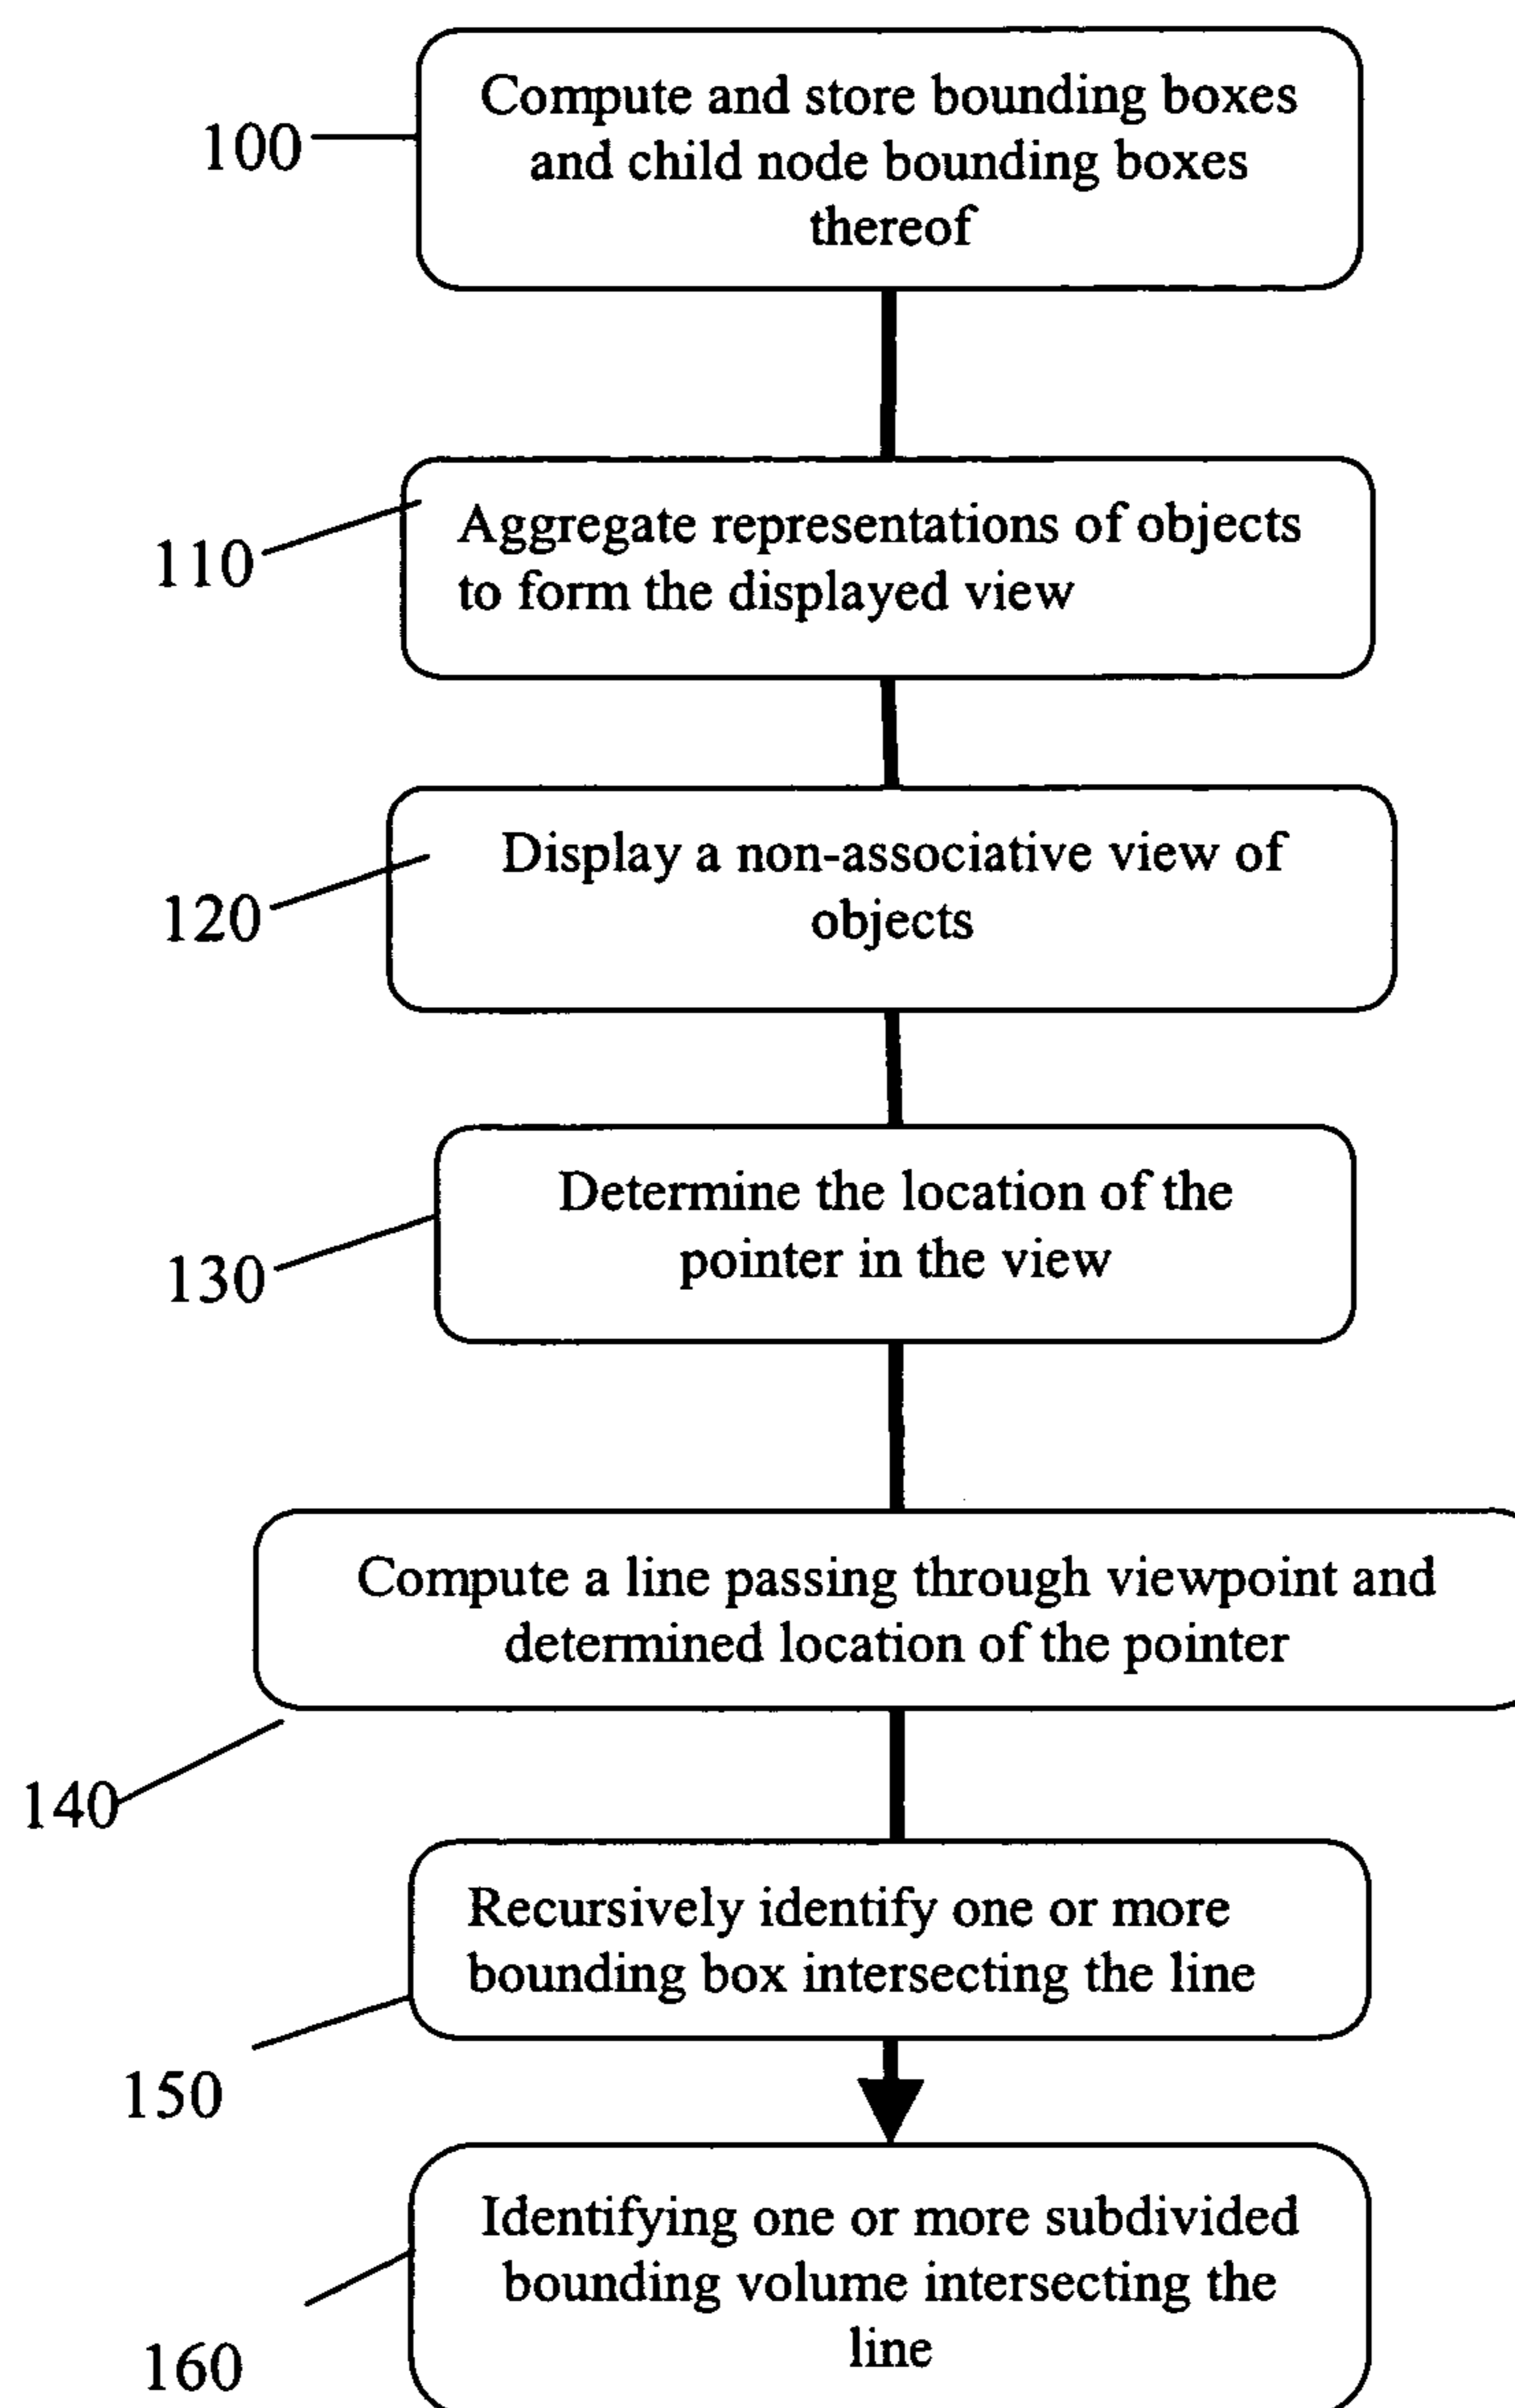 Compute and store bounding boxes
and child node bounding boxes
thereof
100
Aggregate representations of objects
to form the displayed view
110
Display a non-associative view of
objects
120
Determine the location of the
pointer in the view
130
Compute a line passing through viewpoint and
determined location of the pointer
140
Recursively identify one or more
bounding box intersecting the line
150
Identifying one or more subdivided
bounding volume intersecting the
line
160